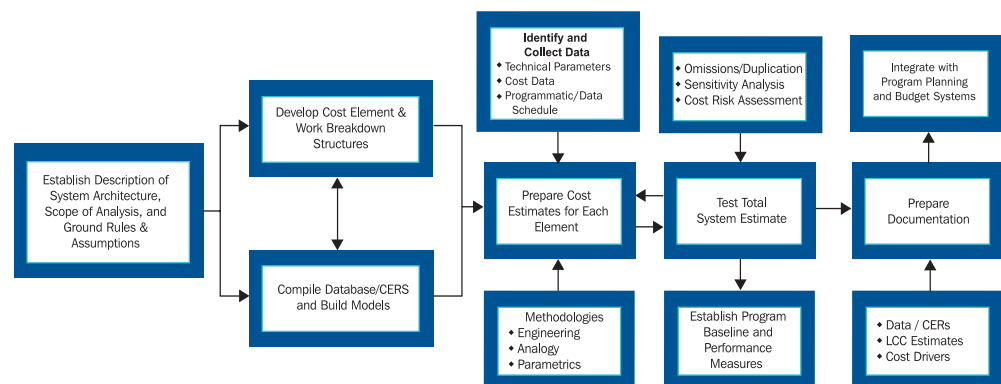 Establish Description of
System Architecture,
Scope of Analysis, and
Ground Rules &
Assumptions
Develop Cost Element &
Work Breakdown
Structures
Compile Database/CERS
and Build Models
Identify and
Collect Data
◆ Technical Parameters
◆ Cost Data
◆ Programmatic/Data
Schedule
Prepare Cost
Estimates for Each
Element
Methodologies
◆ Engineering
◆ Analogy
◆ Parametrics
◆ Omissions/Duplication
◆ Sensitivity Analysis
◆ Cost Risk Assessment
Test Total
System Estimate
Establish Program
Baseline and
Performance
Measures
Integrate with
Program Planning
and Budget Systems
Prepare
Documentation
◆ Data / CERs
◆ LCC Estimates
◆ Cost Drivers